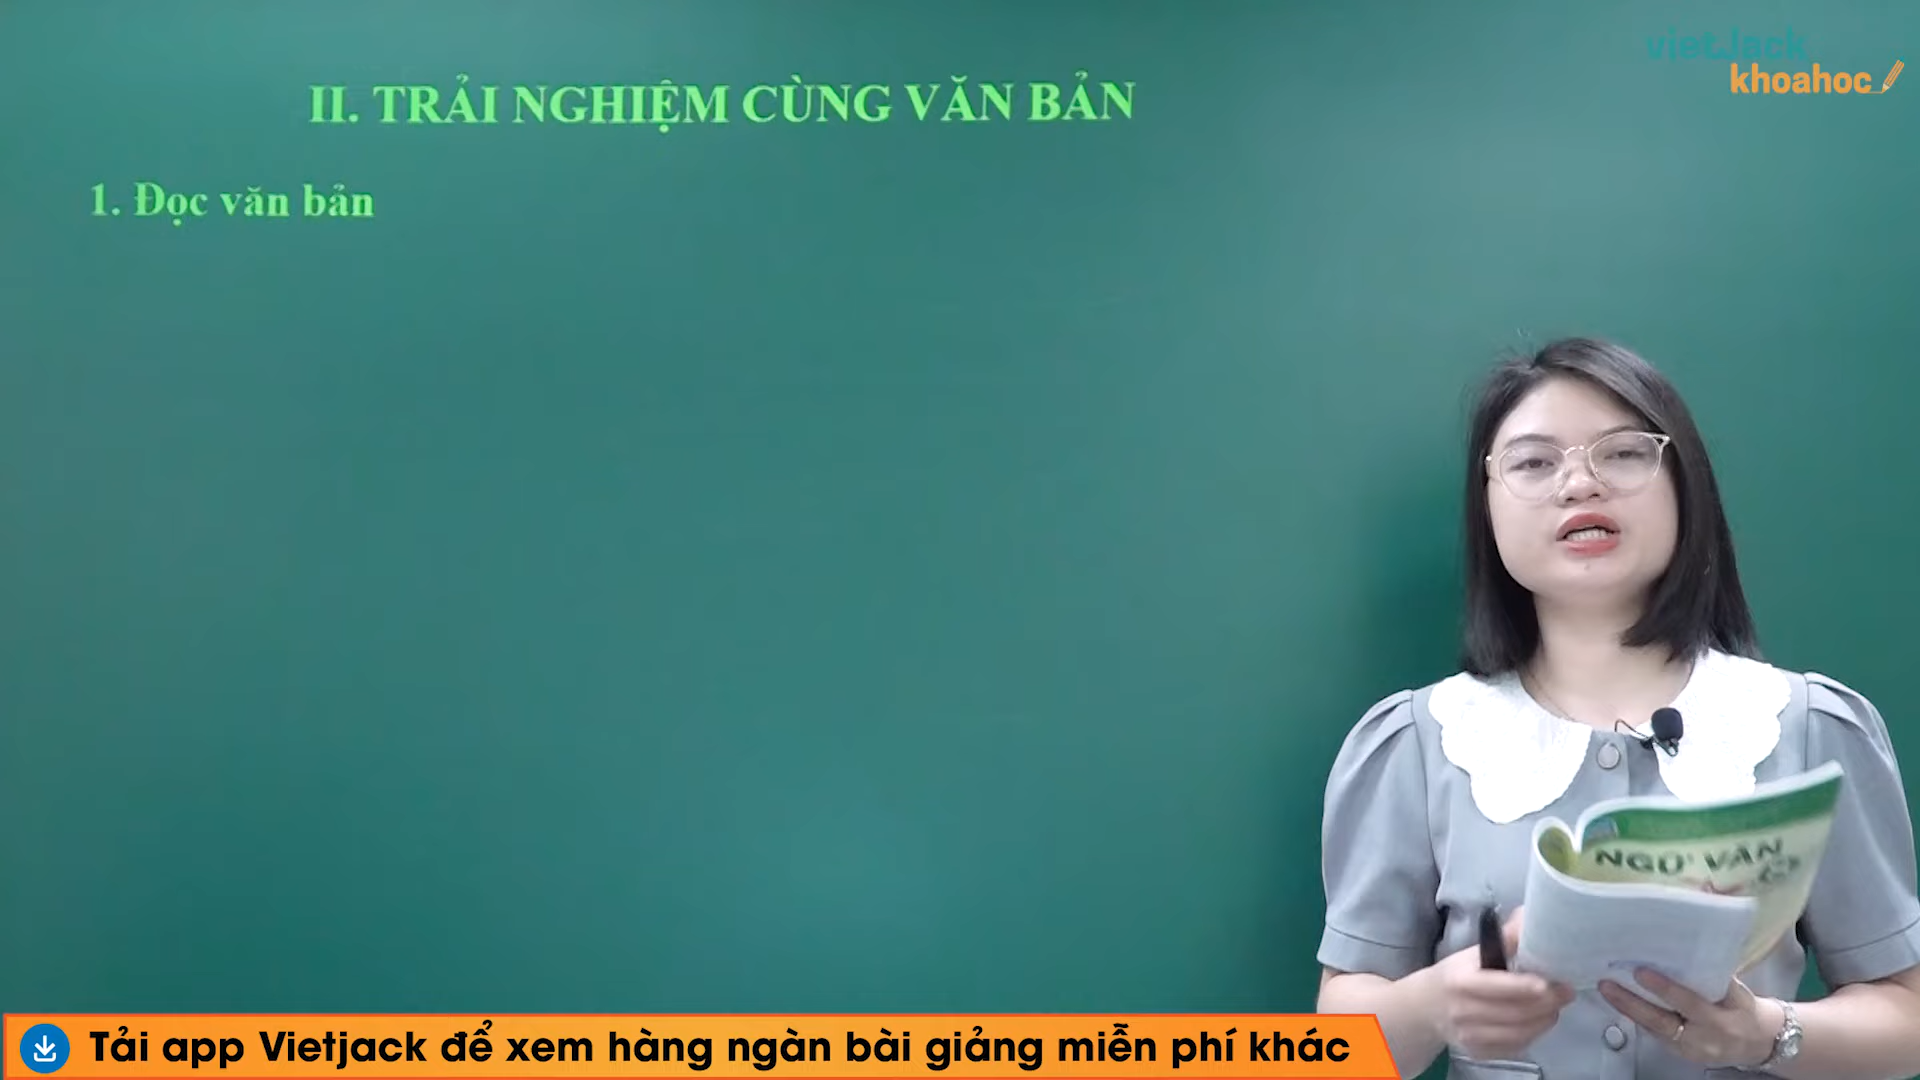 vietJack
khoahoc
II. TRẢI NGHIỆM CÙNG VĂN BẢN
1. Đọc văn bản
NGỮ VĂN
Tải app Vietjack để xem hàng ngàn bài giảng miễn phí khác